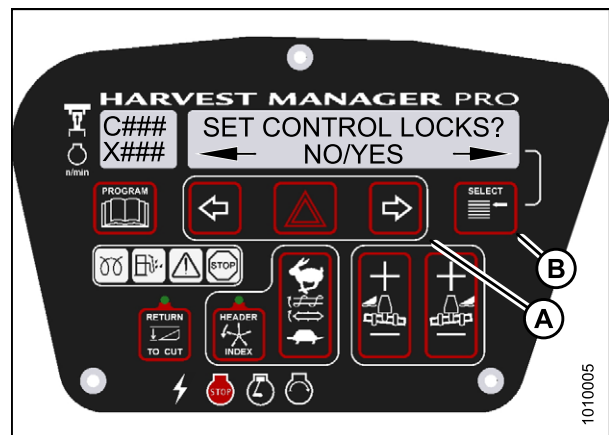 HARVEST MANAGER PRO
C###
X###
n/min
SET CONTROL LOCKS?
NO/YES
PROGRAM
SELECT
STOP
B
A
RETURN
TO CUT
HEADER
INDEX
STOP
1010005